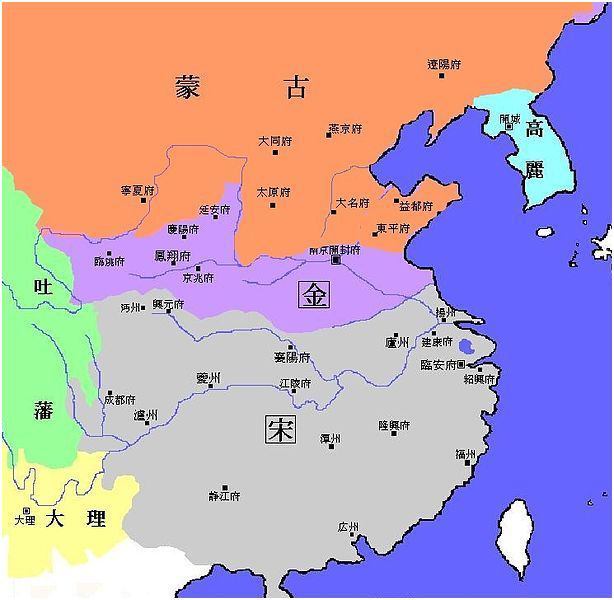 遼陽府
蒙古
開城
高麗
燕京府
大同府
寧夏府
太原府
大名府
益都府
延安府
慶陽府
東平府
臨洮府
鳳翔府
京兆府
南京開封府
金
吐藩
沔州
興元府
揚州
廬州
建康府
襄陽府
臨安府
紹興府
夔州
江陵府
成都府
瀘州
宋
潭州
隆興府
福州
静江府
大理
大理
広州